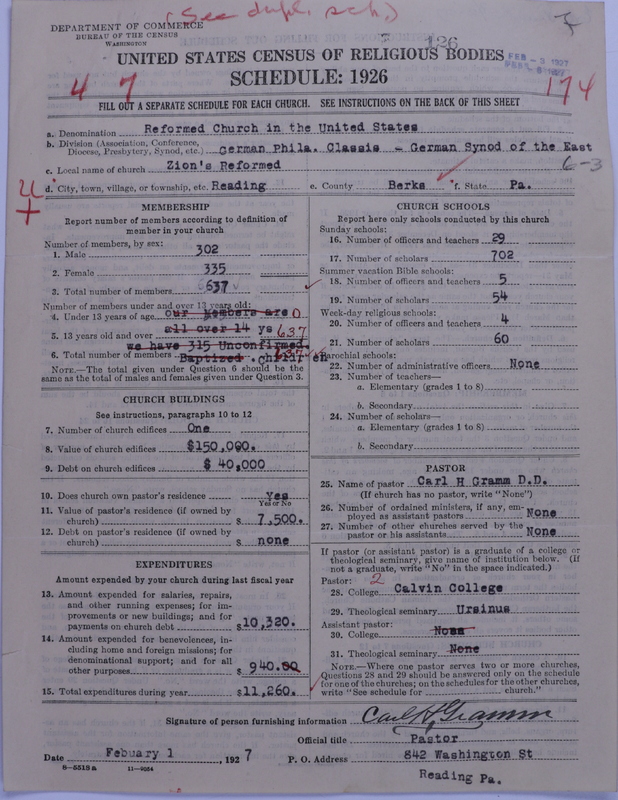 (See dupl. sch.)
DEPARTMENT OF COMMERCE
BUREAU OF THE CENSUS
WASHINGTON
126
UNITED STATES CENSUS OF RELIGIOUS BODIES
FEB - 3 1927
SCHEDULE: 1926
4 7
174
FILL OUT A SEPARATE SCHEDULE FOR EACH CHURCH. SEE INSTRUCTIONS ON THE BACK OF THIS SHEET
a. Denomination Reformed Church in the United States
b. Division (Association, Conference, Diocese, Presbytery, Synod, etc.) German Phila. Classis - German Synod of the East
6-3
c. Local name of church Zion's Reformed
d. City, town, village, or township, etc. Reading e. County Berks f. State Pa.
MEMBERSHIP
Report number of members according to definition of
member in your church
Number of members, by sex:
1. Male 302
2. Female 335
3. Total number of members 637
Number of members under and over 13 years old:
4. Under 13 years of age our Members are 0
5. 13 years old and over all over 14 ys 637
we have 315 Unconfirmed
6. Total number of members Baptized children 637
NOTE.—The total given under Question 6 should be
same as the total of males and females given under Question 3.
CHURCH BUILDINGS
See instructions, paragraphs 10 to 12
7. Number of church edifices One
8. Value of church edifices $150,000.
9. Debt on church edifices $ 40,000
10. Does church own pastor's residence Yes
Yes or No
11. Value of pastor's residence (if owned by
church) $ 7,500.
12. Debt on pastor's residence (if owned by
church) $ none
EXPENDITURES
Amount expended by your church during last fiscal year
13. Amount expended for salaries, repairs,
and other running expenses; for im-
provements or new buildings; and for
payments on church debt $10,320.
14. Amount expended for benevolences, in-
cluding home and foreign missions; for
denominational support; and for all
other purposes $ 940.00
15. Total expenditures during year $11,260.
CHURCH SCHOOLS
Report here only schools conducted by this church
Sunday schools:
16. Number of officers and teachers 29
17. Number of scholars 702
Summer vacation Bible schools:
18. Number of officers and teachers 5
19. Number of scholars 54
Week-day religious schools:
20. Number of officers and teachers 4
21. Number of scholars 60
Parochial schools:
22. Number of administrative officers None
23. Number of teachers—
a. Elementary (grades 1 to 8)
b. Secondary
24. Number of scholars—
a. Elementary (grades 1 to 8)
b. Secondary
PASTOR
25. Name of pastor Carl H Gramm D.D.
(If church has no pastor, write "None")
26. Number of ordained ministers, if any, em-
ployed as assistant pastors None
27. Number of other churches served by the
pastor or his assistants None
If pastor (or assistant pastor) is a graduate of a college or
theological seminary, give name of institution below. (If
not a graduate, write "No" in the space indicated.)
Pastor: 2
28. College Calvin College
29. Theological seminary Ursinus
Assistant pastor:
30. College None
31. Theological seminary None
NOTE.—Where one pastor serves two or more churches,
Questions 28 and 29 should be answered only on the schedule
for one of the churches; on the schedules for the other churches,
write "See schedule for church."
Signature of person furnishing information Carl H. Gramm
Official title Pastor
Date Febuary 1, 1927 P. O. Address 842 Washington St
8-5518a 11-9264
Reading Pa.